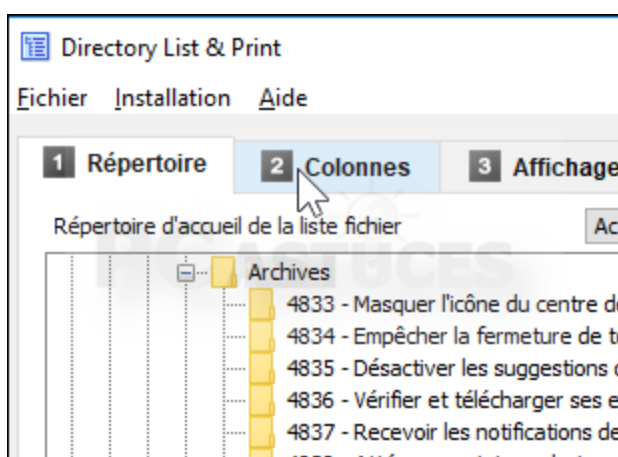 Directory List & Print
Fichier Installation Aide
1 Répertoire 2 Colonnes 3 Affichage
Répertoire d'accueil de la liste fichier
PC ASTUCES
Archives
4833 - Masquer l'icône du centre
4834 - Empêcher la fermeture de
4835 - Désactiver les suggestions
4836 - Vérifier et télécharger ses
4837 - Recevoir les notifications